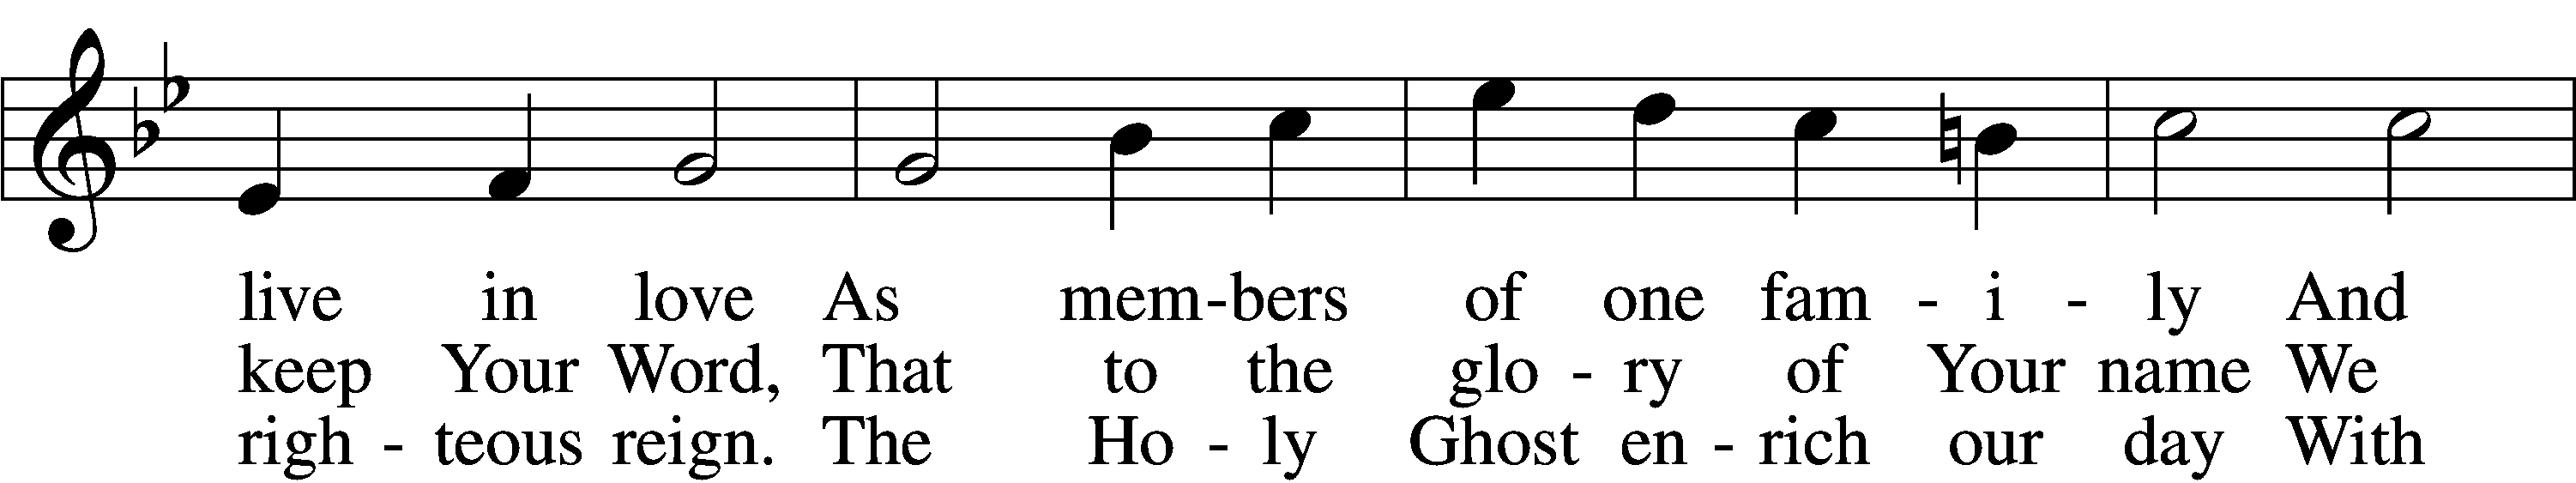 live in love As mem-bers of one fam - i - ly And
keep Your Word, That to the glo - ry of Your name We
righ - teous reign. The Ho - ly Ghost en - rich our day With